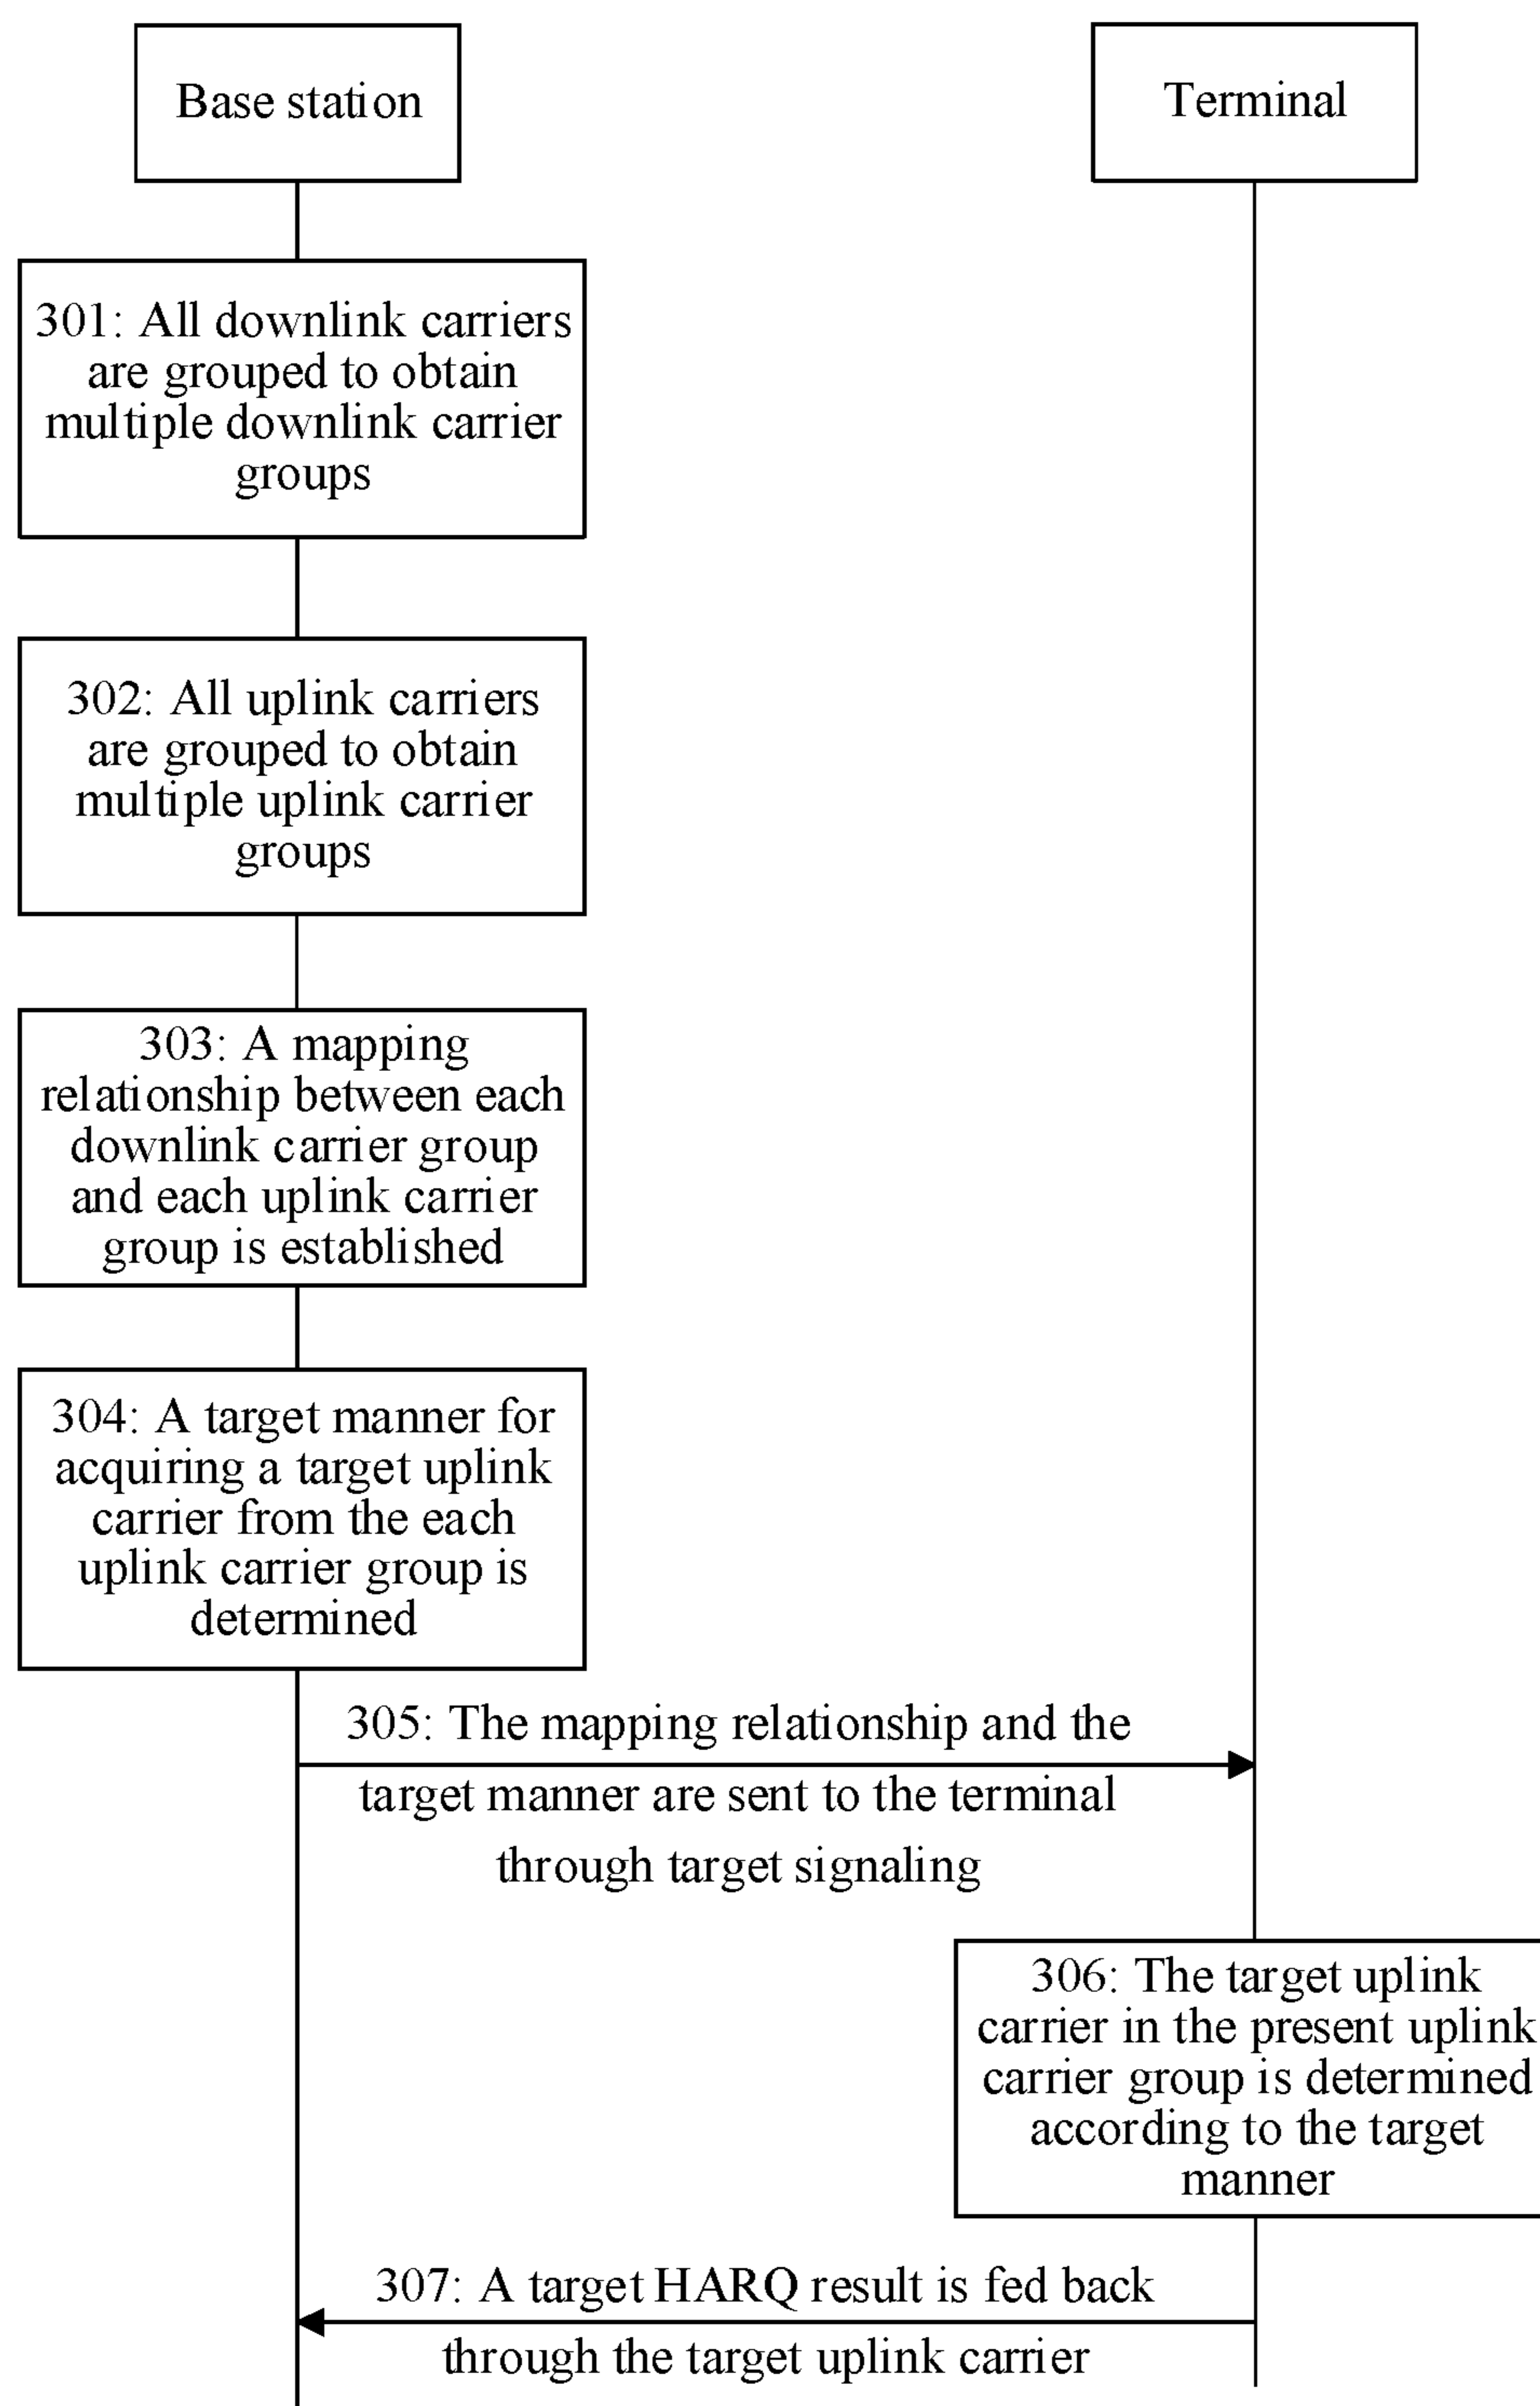 Base station
Terminal
301: All downlink carriers
are grouped to obtain
multiple downlink carrier
groups
302: All uplink carriers
are grouped to obtain
multiple uplink carrier
groups
303: A mapping
relationship between each
downlink carrier group
and each uplink carrier
group is established
304: A target manner for
acquiring a target uplink
carrier from the each
uplink carrier group is
determined
305: The mapping relationship and the
target manner are sent to the terminal
through target signaling
306: The target uplink
carrier in the present uplink
carrier group is determined
according to the target
manner
307: A target HARQ result is fed back
through the target uplink carrier